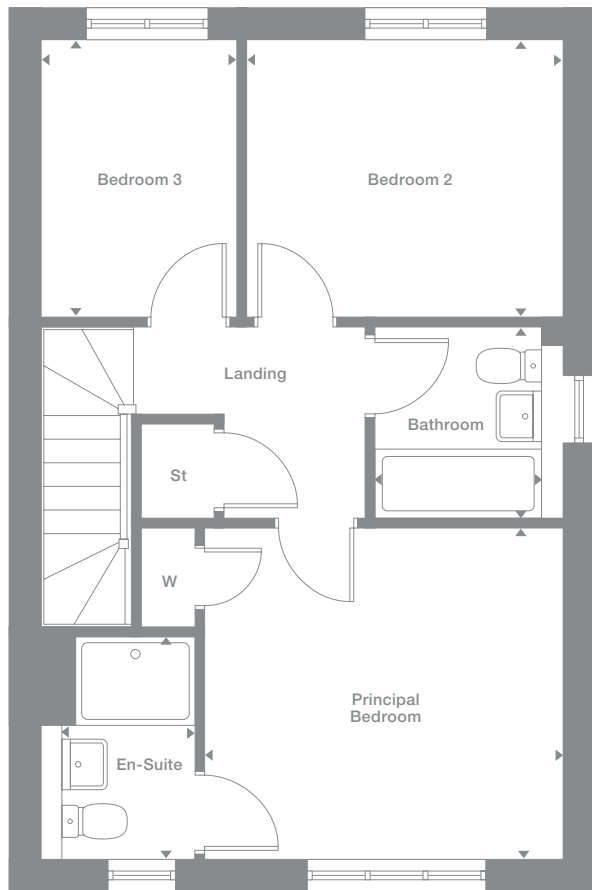 Bedroom 3
Bedroom 2
Landing
Bathroom
St
W
Principal
Bedroom
En-Suite